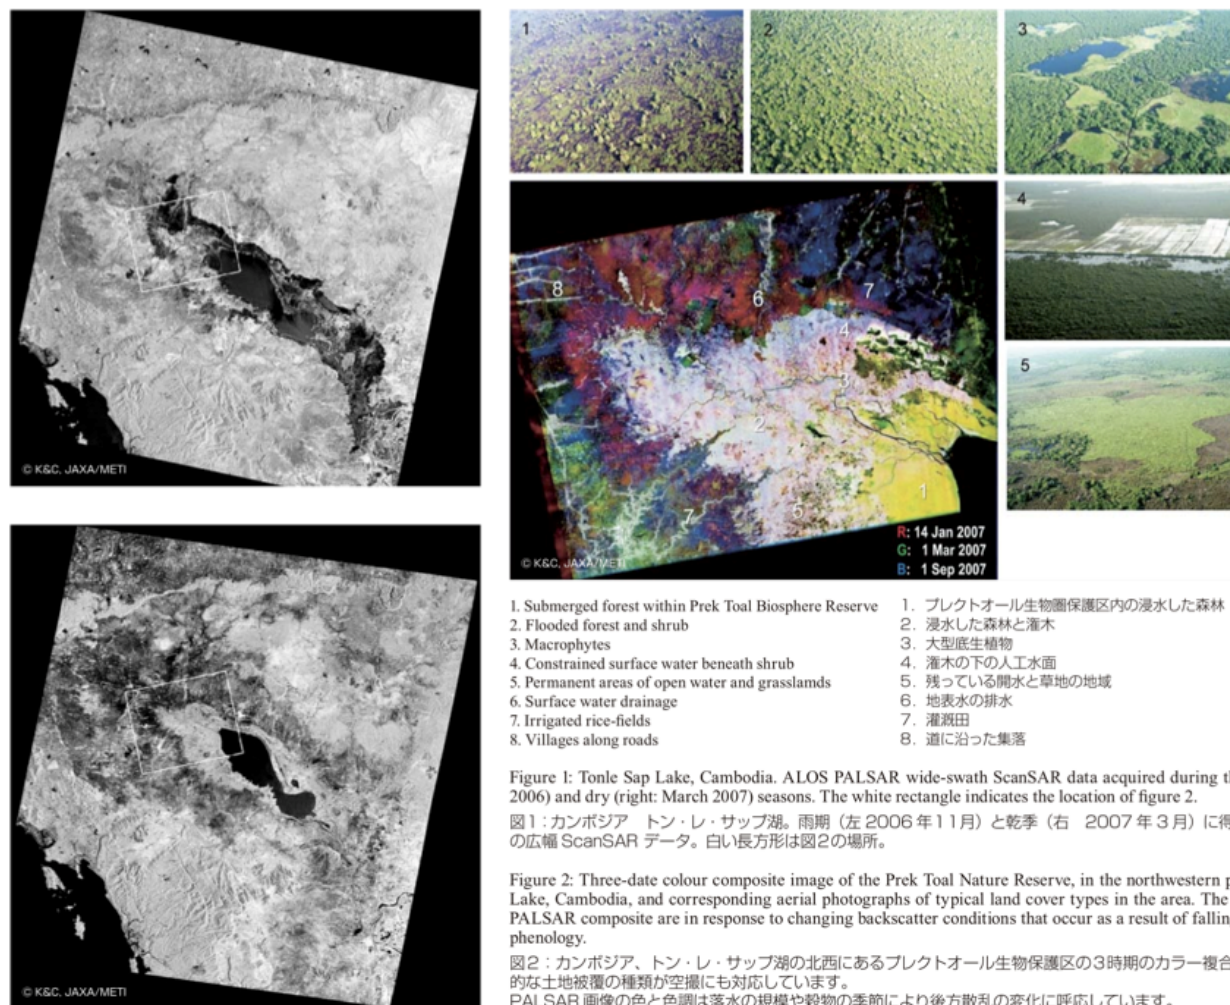 © K&C, JAXA/METI
© K&C, JAXA/METI
1
2
3
4
5
8
6
7
4
3
2
1
7
5
R: 14 Jan 2007
G: 1 Mar 2007
B: 1 Sep 2007
© K&C, JAXA/METI
1. Submerged forest within Prek Toal Biosphere Reserve
2. Flooded forest and shrub
3. Macrophytes
4. Constrained surface water beneath shrub
5. Permanent areas of open water and grasslamds
6. Surface water drainage
7. Irrigated rice-fields
8. Villages along roads
1. プレクトオール生物圏保護区内の浸水した森林
2. 浸水した森林と潅木
3. 大型底生植物
4. 潅木の下の人工水面
5. 残っている開水と草地の地域
6. 地表水の排水
7. 灌漑田
8. 道に沿った集落
Figure 1: Tonle Sap Lake, Cambodia. ALOS PALSAR wide-swath ScanSAR data acquired during
2006) and dry (right: March 2007) seasons. The white rectangle indicates the location of figure 2.
図1：カンボジア トン・レ・サップ湖。雨期（左 2006 年11月）と乾季（右 2007 年 3 月）に
の広幅 ScanSAR データ。白い長方形は図2の場所。
Figure 2: Three-date colour composite image of the Prek Toal Nature Reserve, in the northwestern
Lake, Cambodia, and corresponding aerial photographs of typical land cover types in the area. The
PALSAR composite are in response to changing backscatter conditions that occur as a result of
phenology.
図2：カンボジア、トン・レ・サップ湖の北西にあるプレクトオール生物保護区の3時期のカラー複合
的な土地被覆の種類が空撮にも対応しています。
PALSAR 画像の色と色調は落水の規模や穀物の季節により後方散乱の変化に呼応しています。